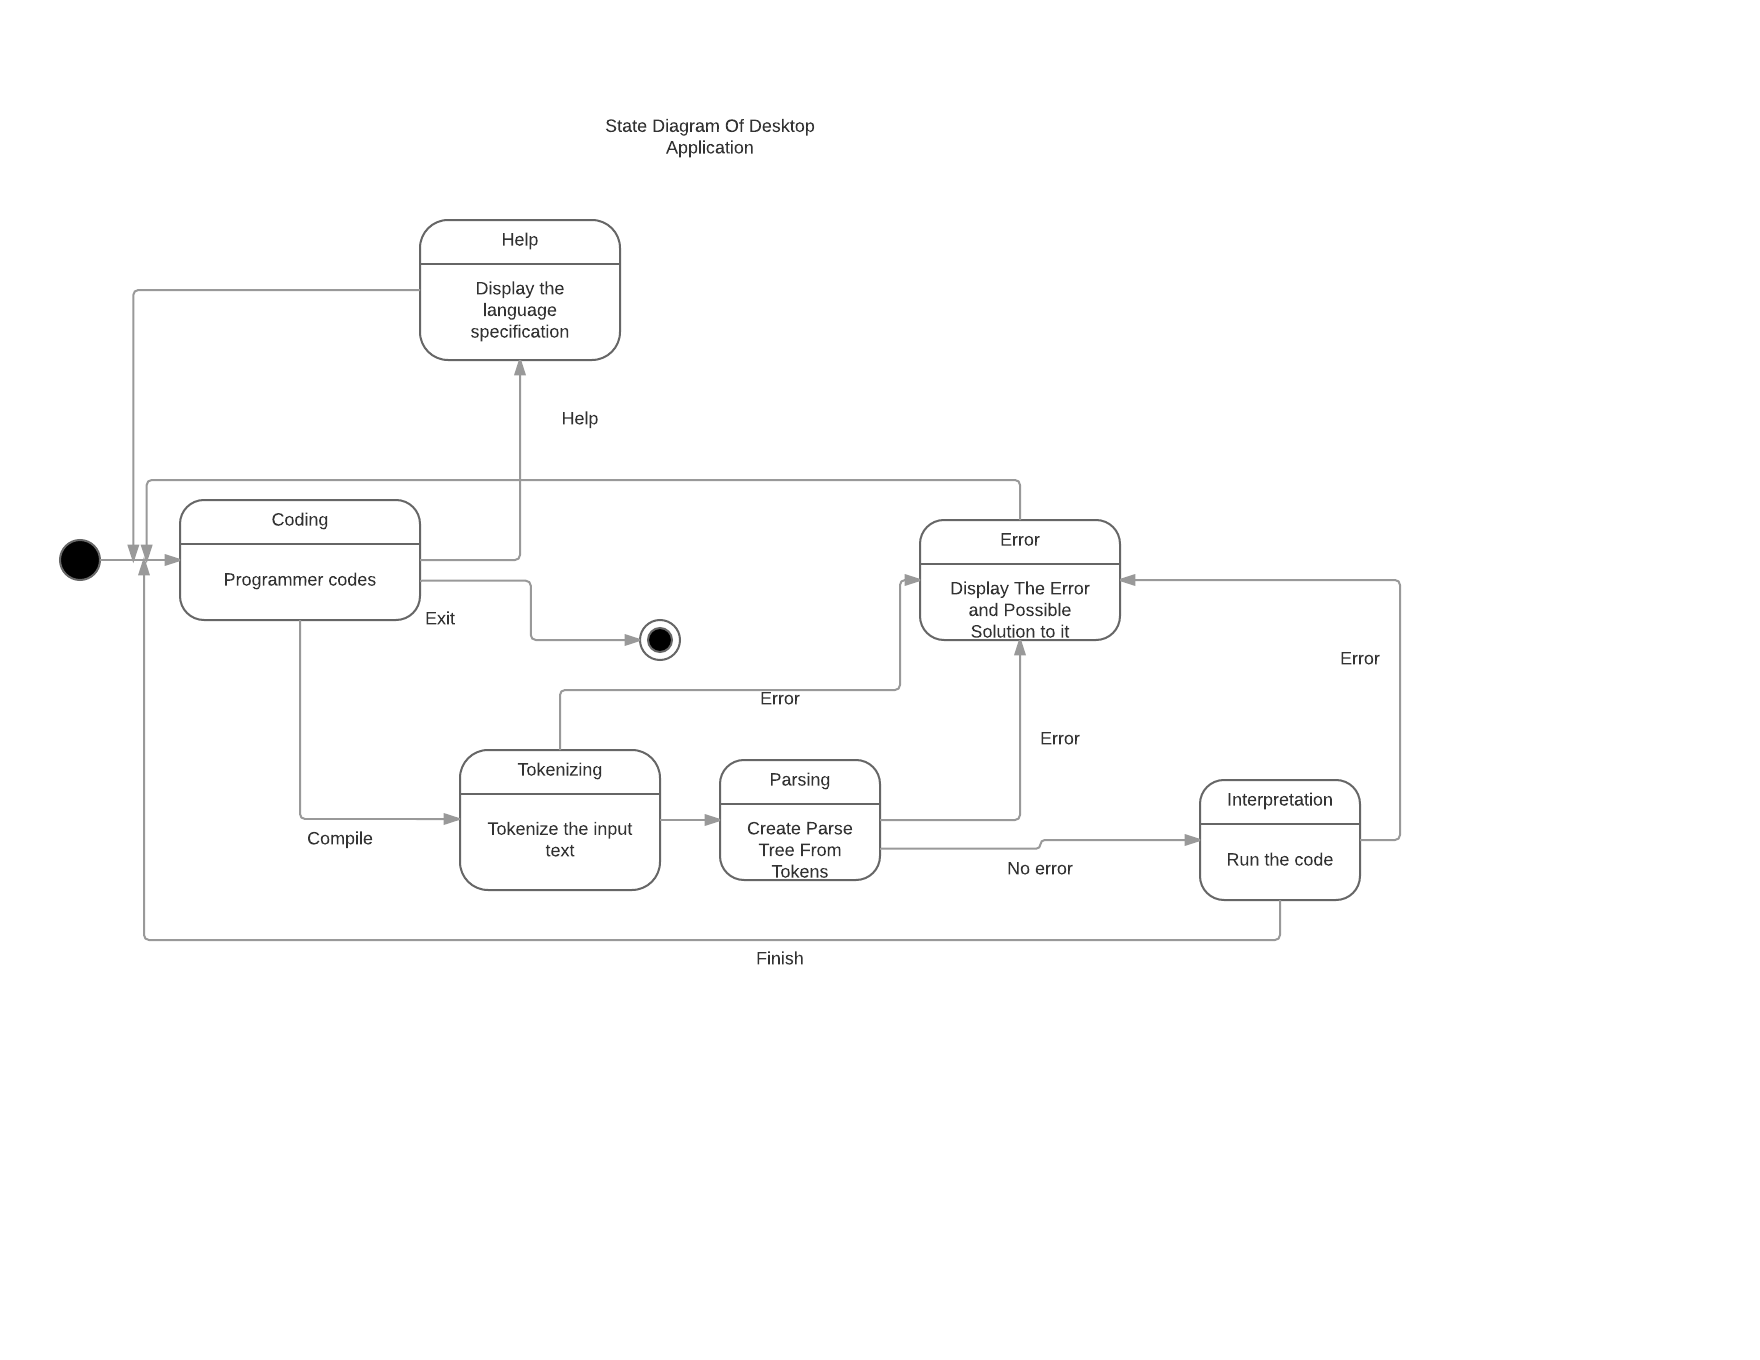 State Diagram Of Desktop
Application
Help
Display the
language
specification
Help
Coding
Programmer codes
Exit
Error
Display The Error
and Possible
Solution to it
Error
Error
Error
Tokenizing
Tokenize the input
text
Parsing
Create Parse
Tree From
Tokens
Interpretation
Run the code
Compile
No error
Finish